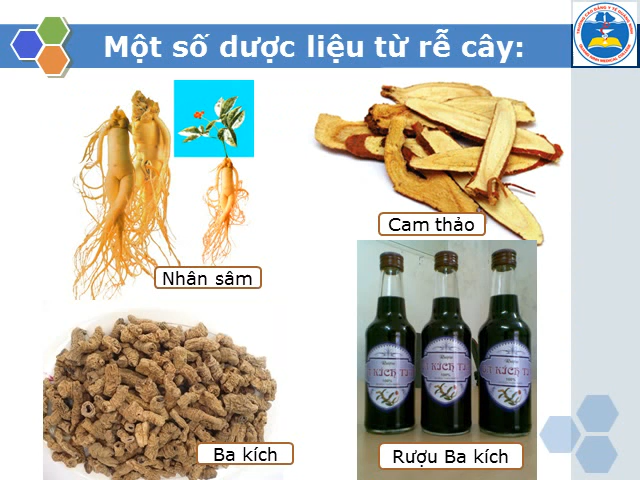 Một số dược liệu từ rễ cây:
Nhân sâm
Cam thảo
Ba kích
Rượu Ba kích